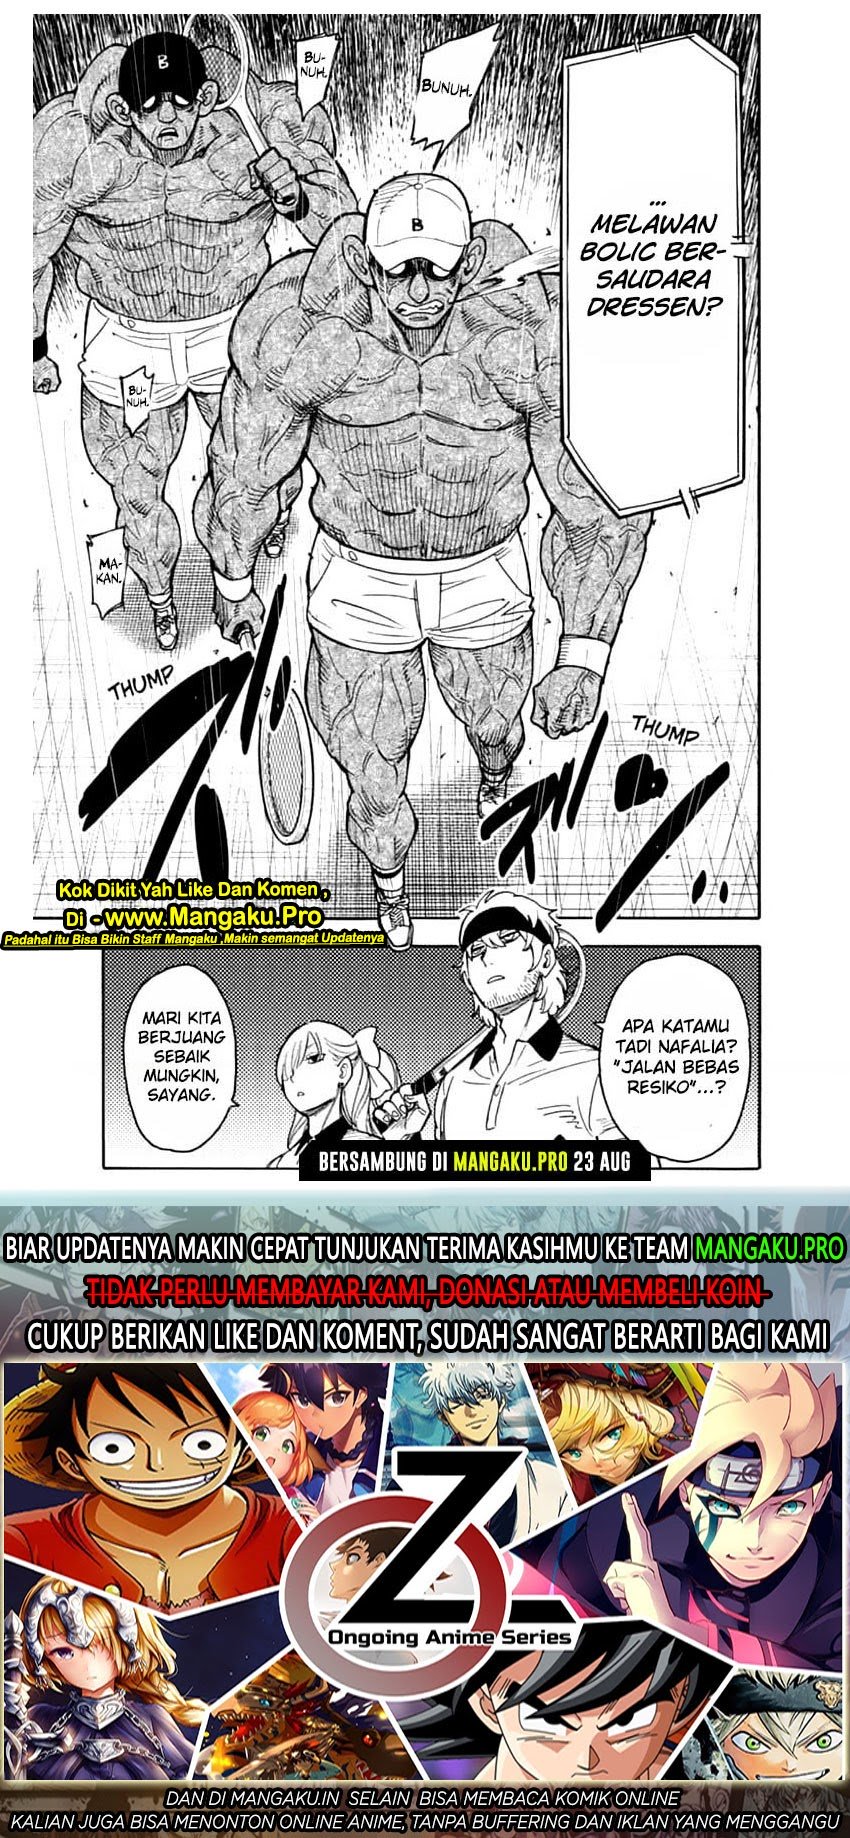 BU-
NUH.
BUNUH.
...
MELAWAN
BOLIC BER-
SAUDARA
DRESSEN?
B
B
BU-
NUH.
MA-
KAN.
THUMP
THUMP
ズン
Kok Dikit Yah Like Dan Komen ,
Di - www.Mangaku.Pro
Padahal itu Bisa Bikin Staff Mangaku ,Makin semangat Updatenya
APA KATAMU
TADI NAFALIA?
"JALAN BEBAS
RESIKO"...?
MARI KITA
BERJUANG
SEBAIK
MUNGKIN,
SAYANG.
BERSAMBUNG DI MANGAKU.PRO 23 AUG
BIAR UPDATENYA MAKIN CEPAT TUNJUKAN TERIMA KASIHMU KE TEAM MANGAKU.PRO
TIDAK PERLU MEMBAYAR KAMI, DONASI ATAU MEMBELI KOIN
CUKUP BERIKAN LIKE DAN KOMENT, SUDAH SANGAT BERARTI BAGI KAMI
Z
Ongoing Anime Series
DAN DI MANGAKU.IN SELAIN BISA MEMBACA KOMIK ONLINE
KALIAN JUGA BISA MENONTON ONLINE ANIME, TANPA BUFFERING DAN IKLAN YANG MENGGANGU